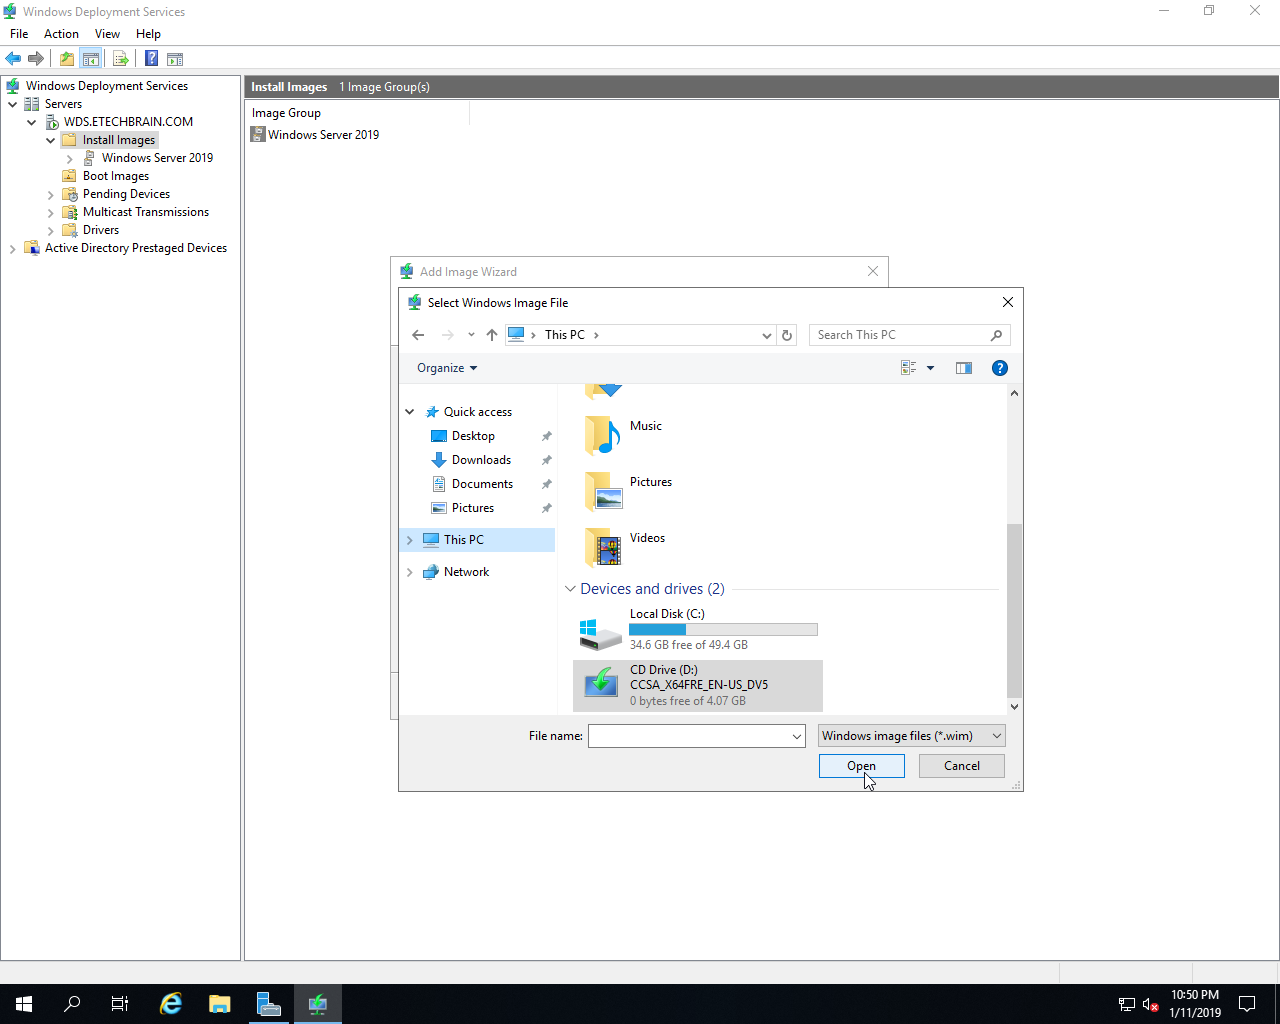 Windows Deployment Services
File Action View Help
Windows Deployment Services
Servers
WDS.ETECHBRAIN.COM
Install Images
Windows Server 2019
Boot Images
Pending Devices
Multicast Transmissions
Drivers
Active Directory Prestaged Devices
Install Images 1 Image Group(s)
Image Group
Windows Server 2019
Add Image Wizard
Select Windows Image File
This PC
Search This PC
Organize
Quick access
Desktop
Downloads
Documents
Pictures
This PC
Network
Music
Pictures
Videos
Devices and drives (2)
Local Disk (C:)
34.6 GB free of 49.4 GB
CD Drive (D:)
CCSA_X64FRE_EN-US_DV5
0 bytes free of 4.07 GB
File name:
Windows image files (*.wim)
Open
Cancel
10:50 PM
1/11/2019